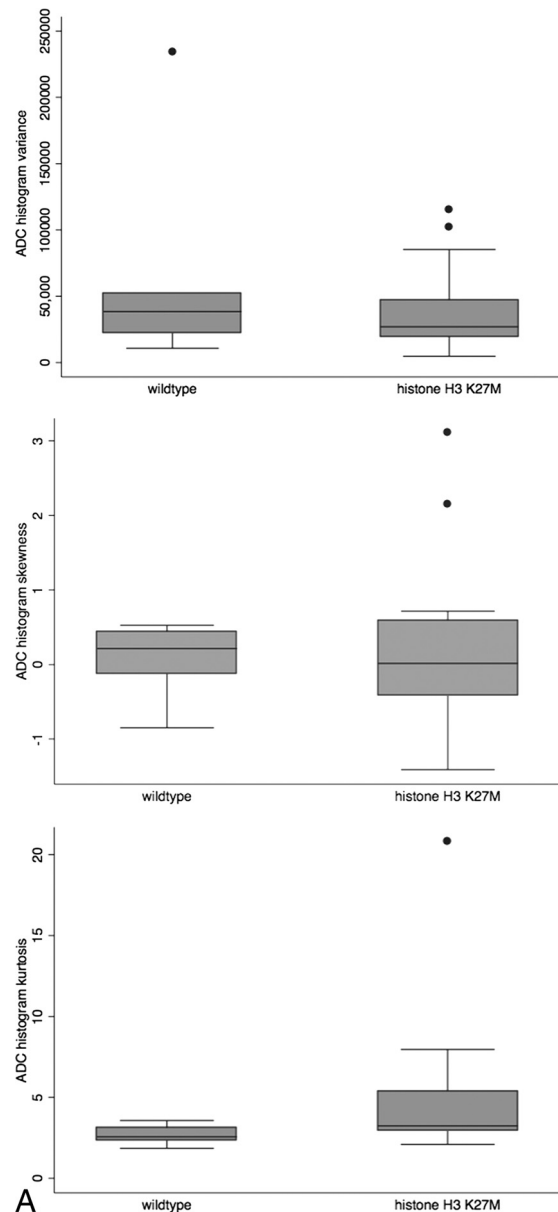 ADC histogram variance
250000
200000
150000
100000
50,000
0
wildtype
histone H3 K27M
ADC histogram skewness
3
2
1
0
-1
wildtype
histone H3 K27M
ADC histogram kurtosis
20
15
10
5
0
wildtype
histone H3 K27M
A